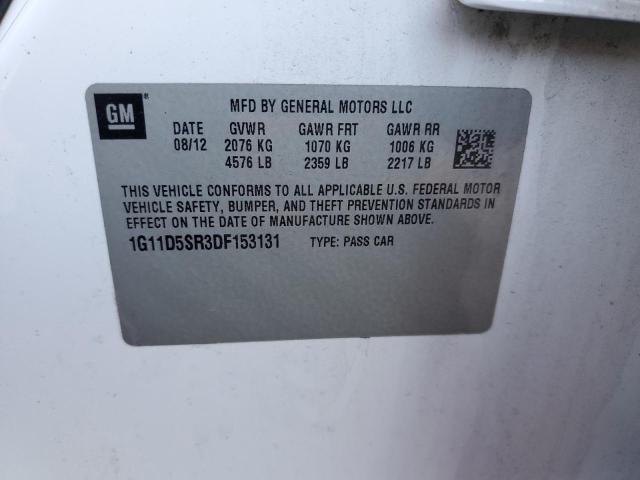 GM®
MFD BY GENERAL MOTORS LLC
DATE GVWR GAWR FRT GAWR RR
08/12 2076 KG 1070 KG 1006 KG
4576 LB 2359 LB 2217 LB
THIS VEHICLE CONFORMS TO ALL APPLICABLE U.S. FEDERAL MOTOR
VEHICLE SAFETY, BUMPER, AND THEFT PREVENTION STANDARDS IN
EFFECT ON THE DATE OF MANUFACTURE SHOWN ABOVE.
1G11D5SR3DF153131 TYPE: PASS CAR